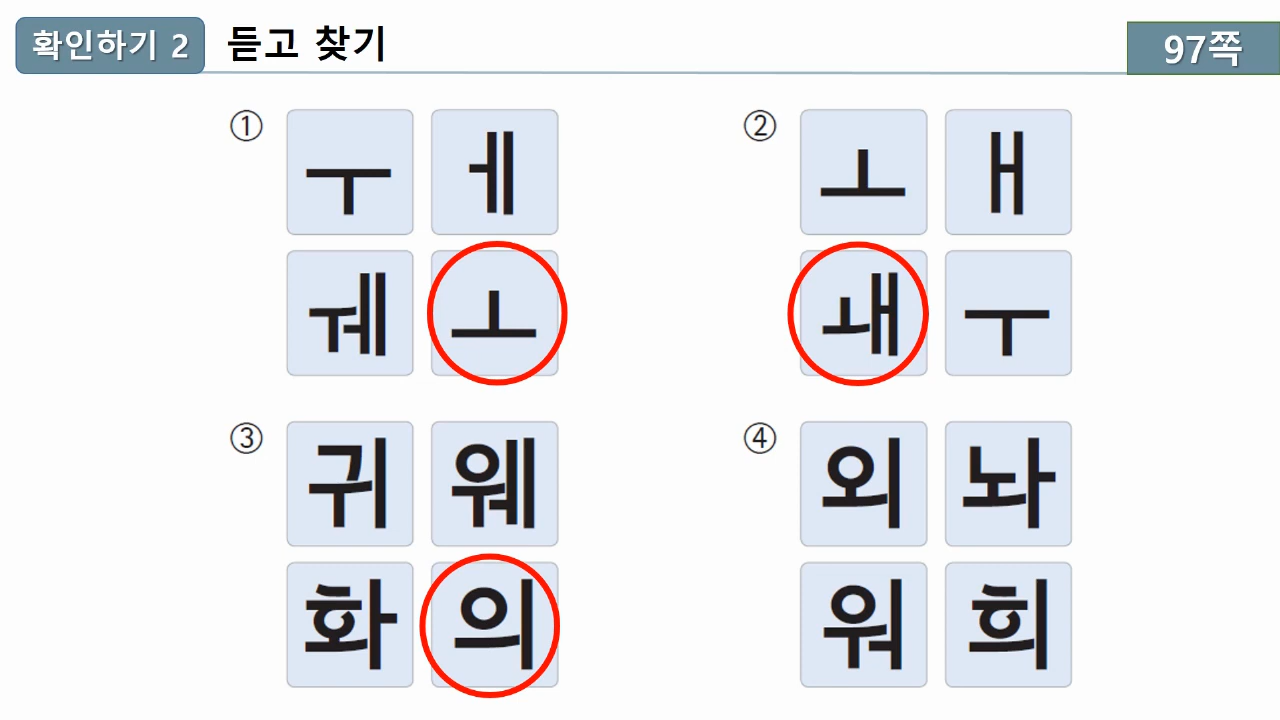 확인하기 2 듣고 찾기 97쪽
① ㅜ ㅔ
ㅞ ㅗ
② ㅗ ㅐ
ㅙ ㅜ
③ 귀 웨
화 의
④ 외 놔
워 희